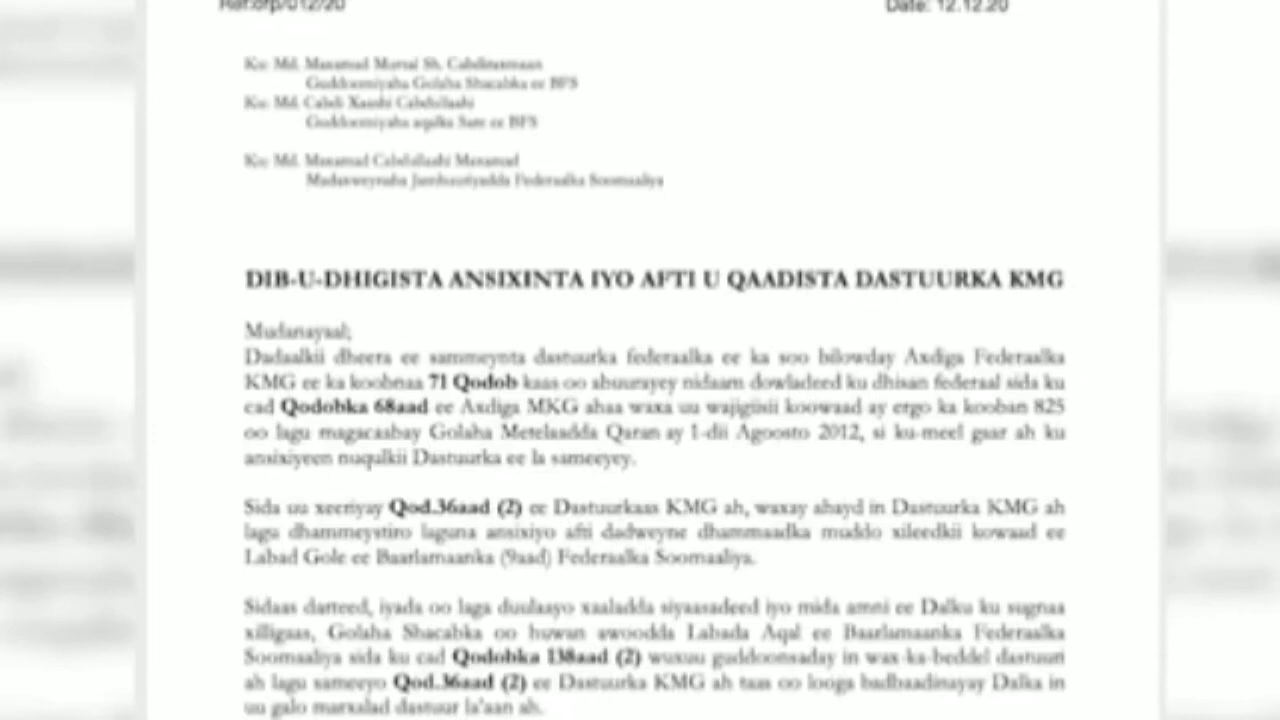 Ref:orp/012/20
Date: 12.12.20
Ku: Md. Maxamad Mursal Sh. Cabdiraxmaan
Guddoomiyaha Golaha Shacabka ee BFS
Ku: Md. Cabdi Xaashi Cabdullaahi
Guddoomiyaha aqalka Sare ee BFS
Ku: Md. Maxamad Cabdullaahi Maxamad
Madaxweynaha Jamhuuriyadda Federaalka Soomaaliya
DIB-U-DHIGISTA ANSIXINTA IYO AFTI U QAADISTA DASTUURKA KMG
Mudanayaal;
Dadaalkii dheera ee sammeynta dastuurka federaalka ee ka soo bilowday Axdiga Federaalka
KMG ee ka koobnaa 71 Qodob kaas oo abuurayey nidaam dowladeed ku dhisan federaal sida ku
cad Qodobka 68aad ee Axdiga MKG ahaa waxa uu wajigiisii koowaad ay ergo ka kooban 825
oo lagu magacaabay Golaha Metelaadda Qaran ay 1-dii Agoosto 2012, si ku-meel gaar ah ku
ansixiyeen nuqulkii Dastuurka ee la sameeyey.
Sida uu xeeriyay Qod.36aad (2) ee Dastuurkaas KMG ah, waxay ahayd in Dastuurka KMG ah
lagu dhammeystiro laguna ansixiyo afti dadweyne dhammaadka muddo xileedkii kowaad ee
Labad Gole ee Baarlamaanka (9aad) Federaalka Soomaaliya.
Sidaas darteed, iyada oo laga duulaayo xaaladda siyaasadeed iyo mida amni ee Dalku ku sugnaa
xilligaas, Golaha Shacabka oo huwan awoodda Labada Aqal ee Baarlamaanka Federaalka
Soomaaliya sida ku cad Qodobka 138aad (2) wuxuu guddoonsaday in wax-ka-beddel dastuuri
ah lagu sameeyo Qod.36aad (2) ee Dastuurka KMG ah taas oo looga badbaadinayay Dalka in
uu galo marxalad dastuur la'aan ah.